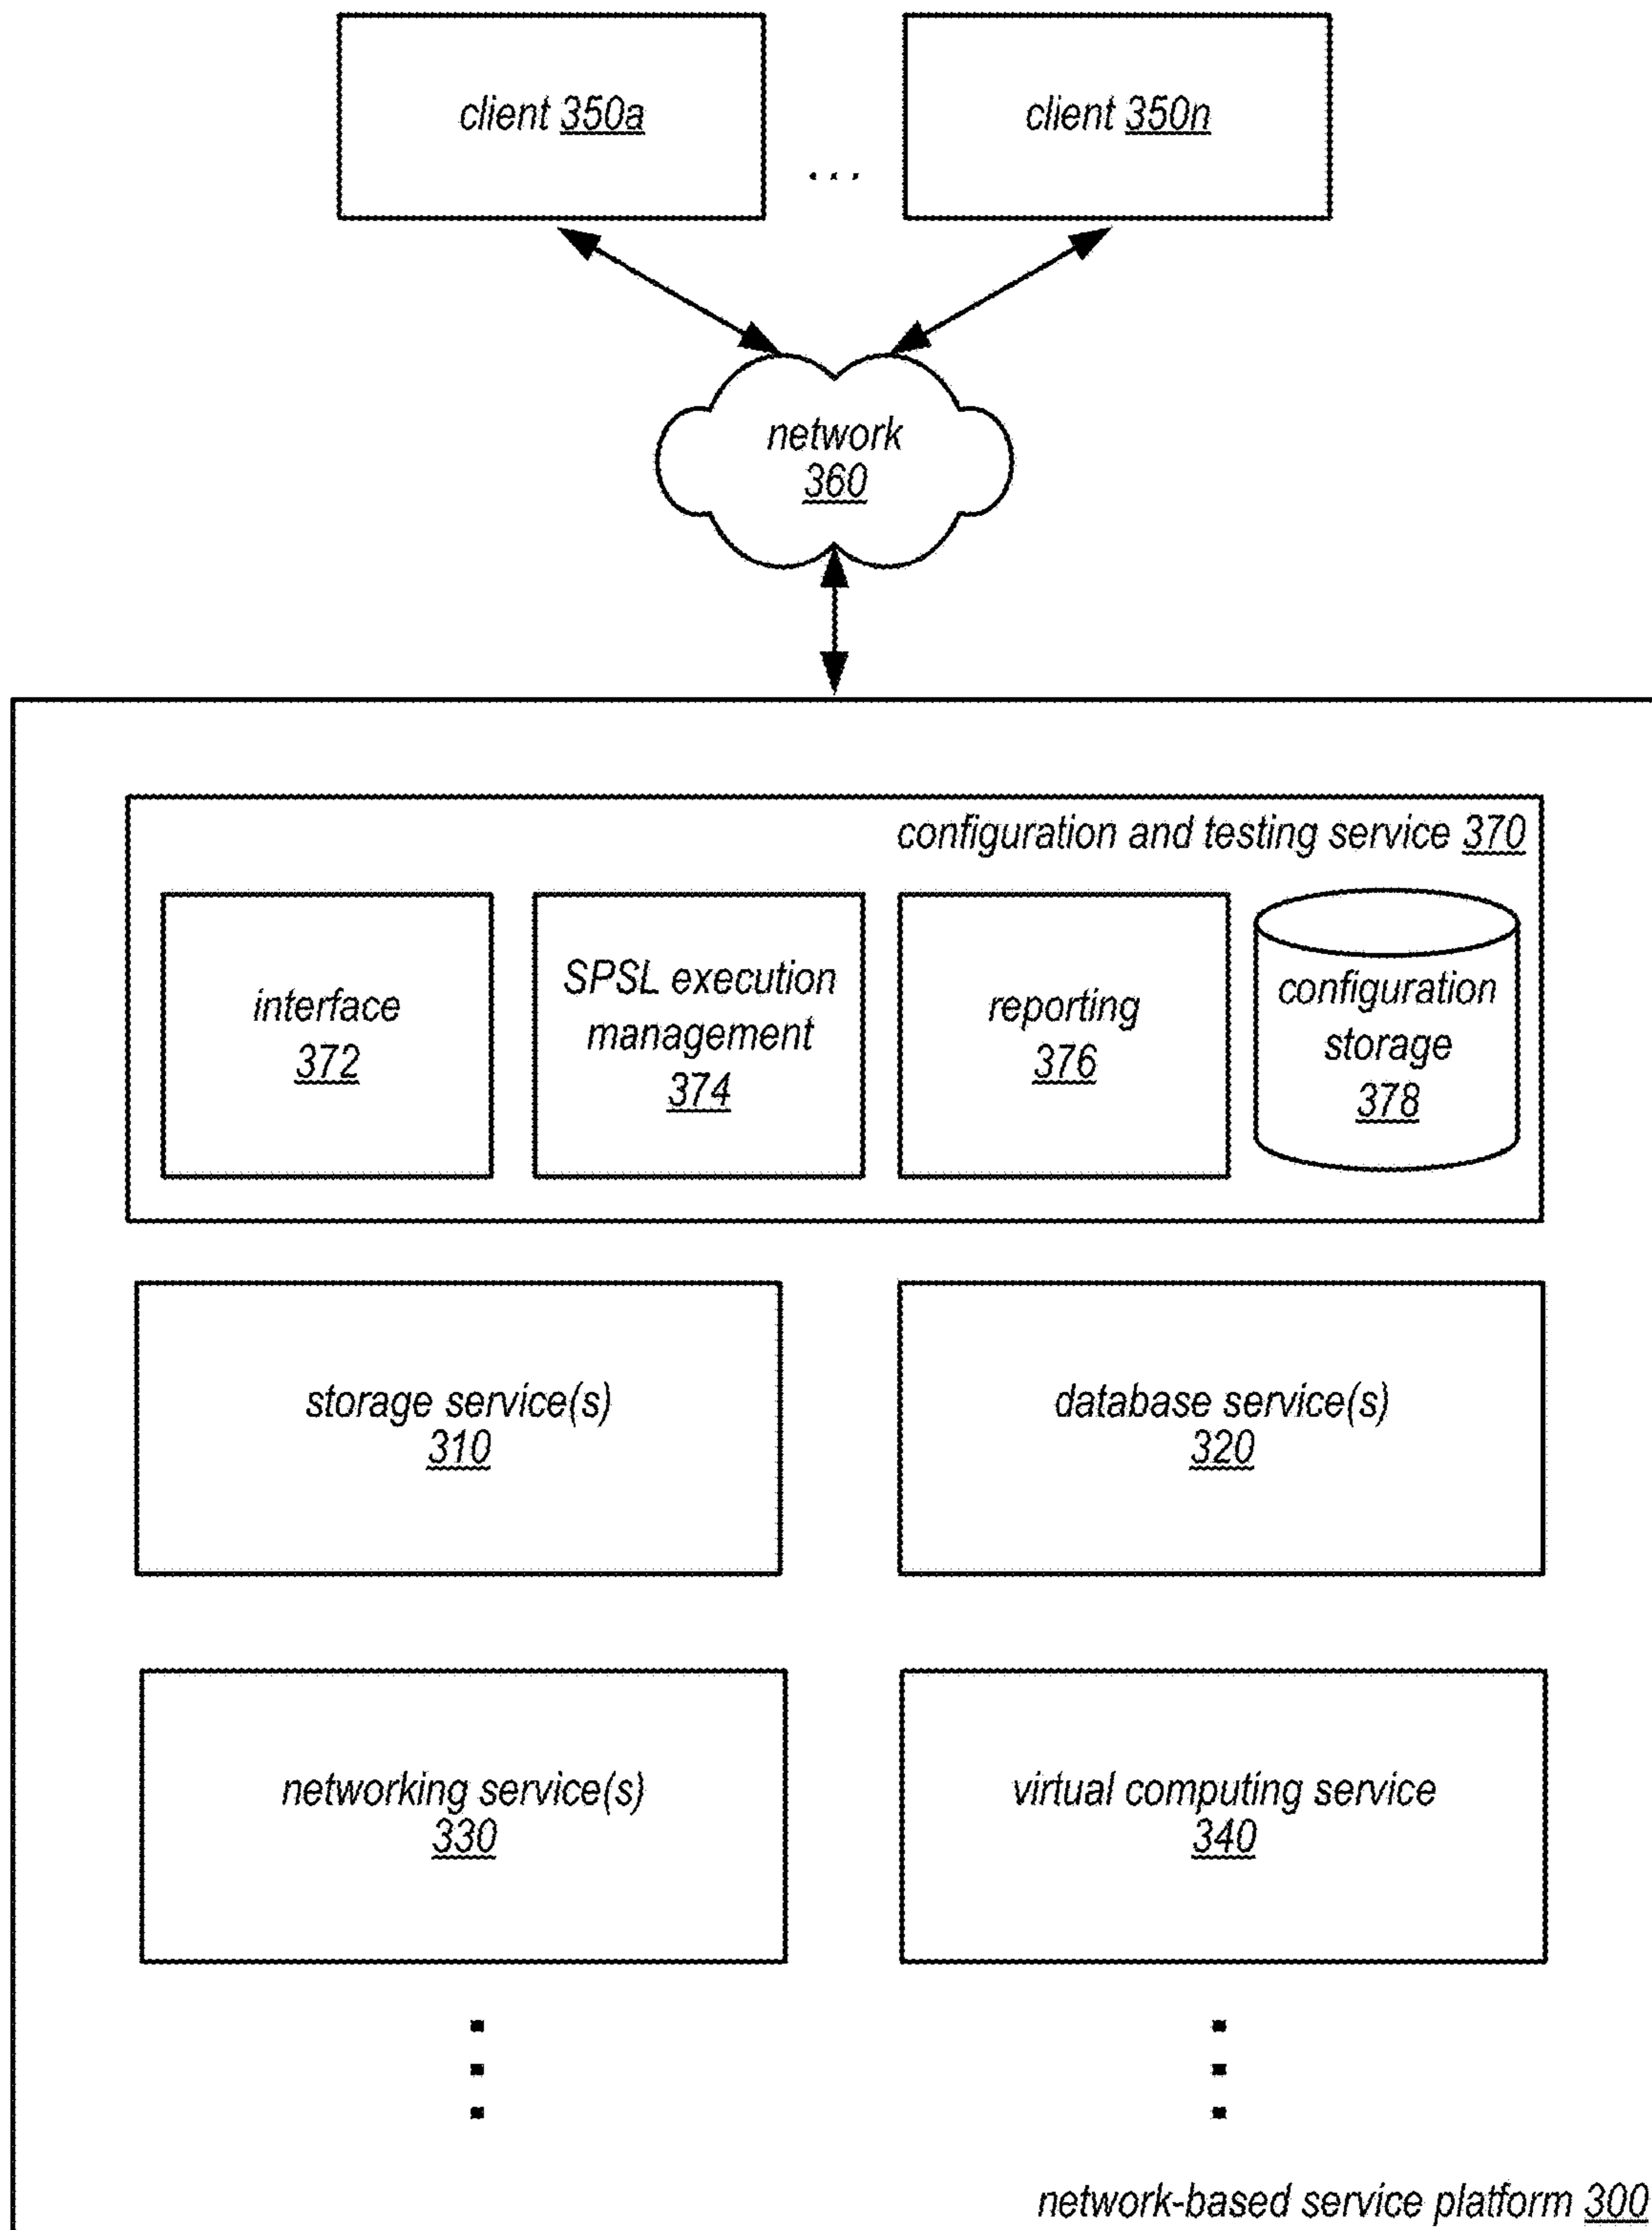 client 350a
client 350n
...
network
360
configuration and testing service 370
interface
372
SPSL execution
management
374
reporting
376
configuration
storage
378
storage service(s)
310
database service(s)
320
networking service(s)
330
virtual computing service
340
network-based service platform 300